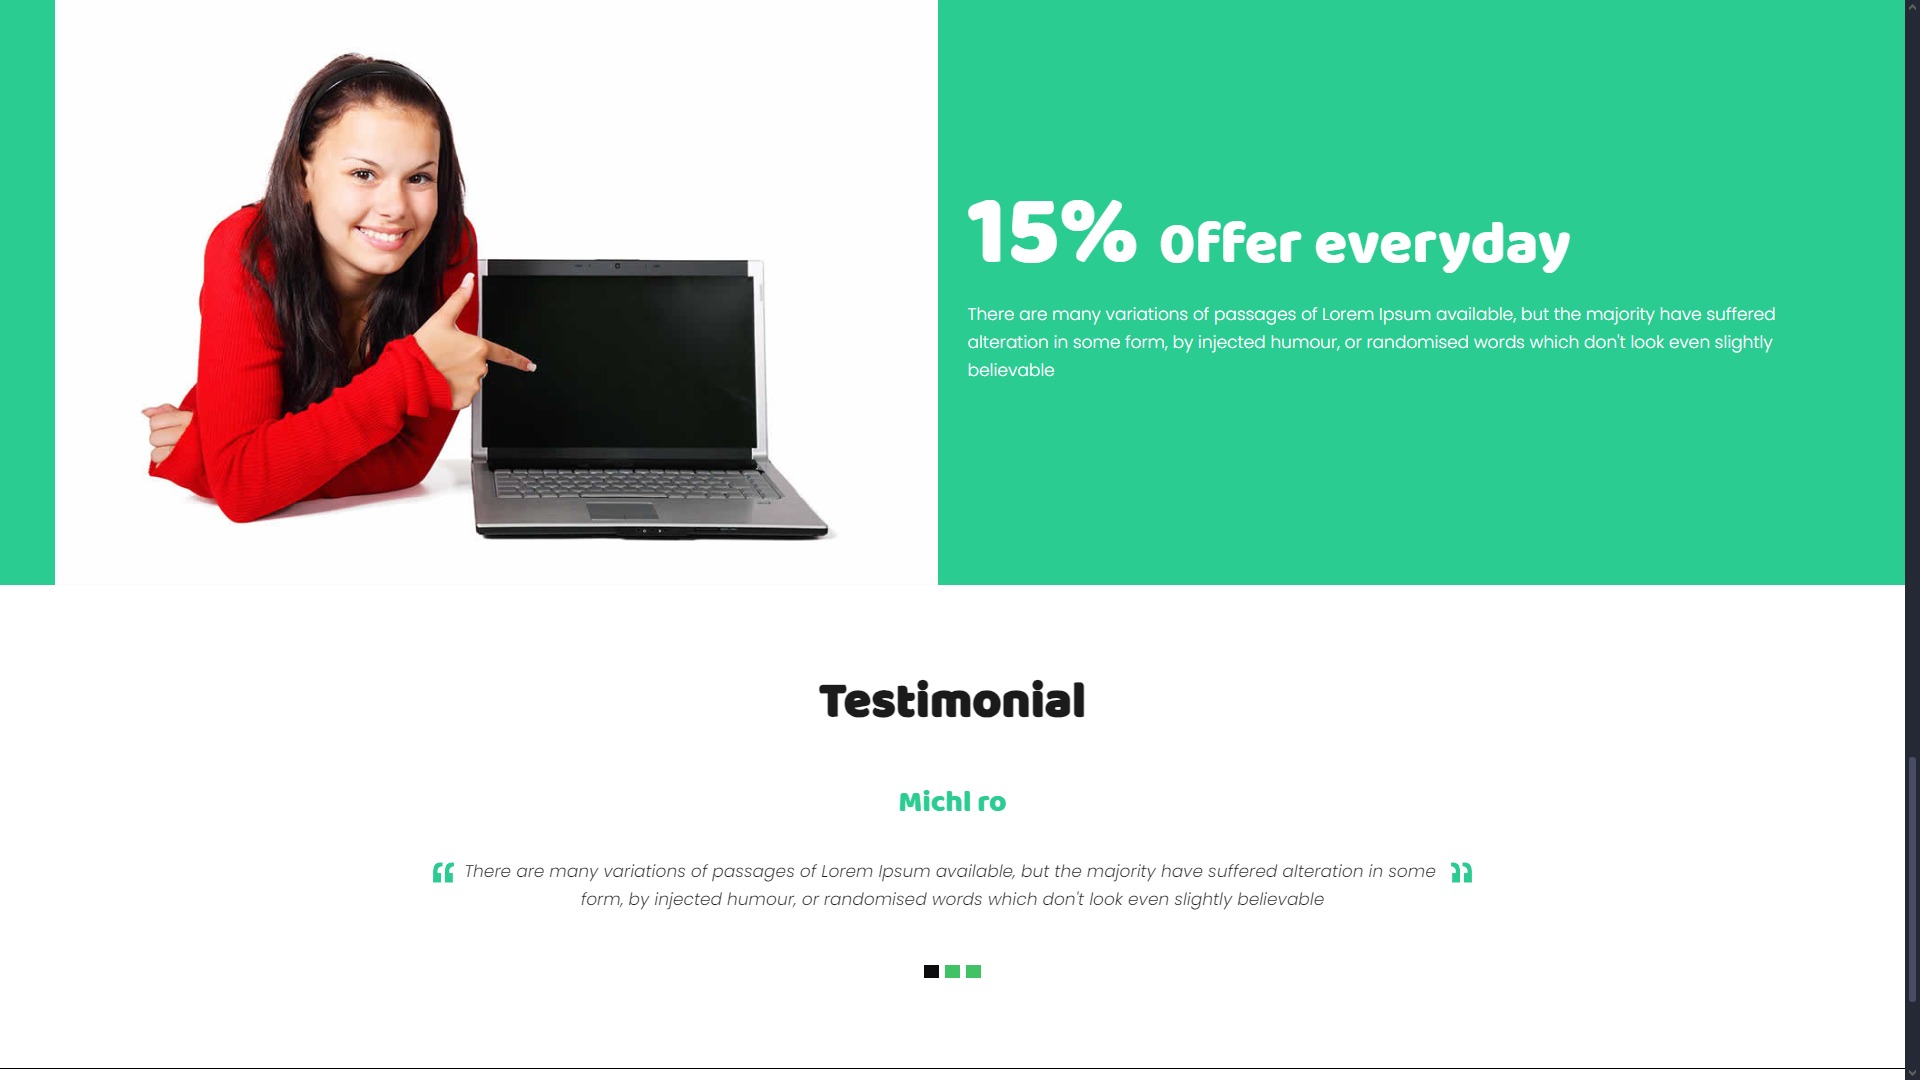 15% Offer everyday
There are many variations of passages of Lorem Ipsum available, but the majority have suffered
alteration in some form, by injected humour, or randomised words which don't look even slightly
believable
Testimonial
Michl ro
“ There are many variations of passages of Lorem Ipsum available, but the majority have suffered alteration in some ”
form, by injected humour, or randomised words which don't look even slightly believable